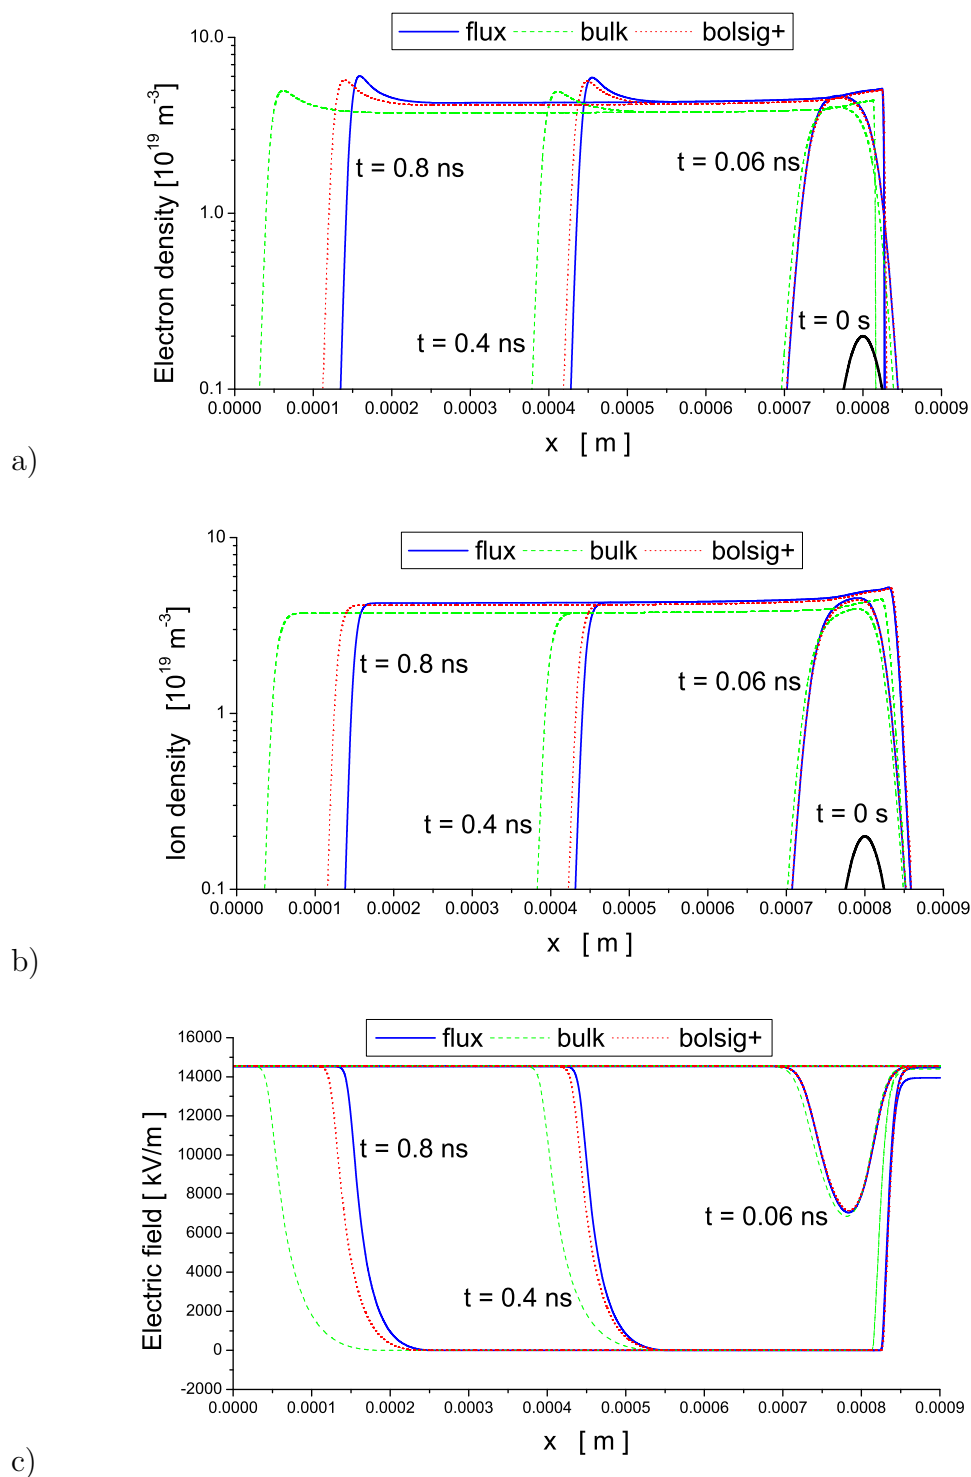 flux bulk bolsig+
10.0
1.0
0.1
Electron density [10^19 m^-3]
t = 0.8 ns
t = 0.4 ns
t = 0.06 ns
t = 0 s
0.0000 0.0001 0.0002 0.0003 0.0004 0.0005 0.0006 0.0007 0.0008 0.0009
x [ m ]
a)
flux bulk bolsig+
10
1
0.1
Ion density [10^19 m^-3]
t = 0.8 ns
t = 0.4 ns
t = 0.06 ns
t = 0 s
0.0000 0.0001 0.0002 0.0003 0.0004 0.0005 0.0006 0.0007 0.0008 0.0009
x [ m ]
b)
flux bulk bolsig+
16000
14000
12000
10000
8000
6000
4000
2000
0
-2000
Electric field [ kV/m ]
t = 0.8 ns
t = 0.4 ns
t = 0.06 ns
0.0000 0.0001 0.0002 0.0003 0.0004 0.0005 0.0006 0.0007 0.0008 0.0009
x [ m ]
c)